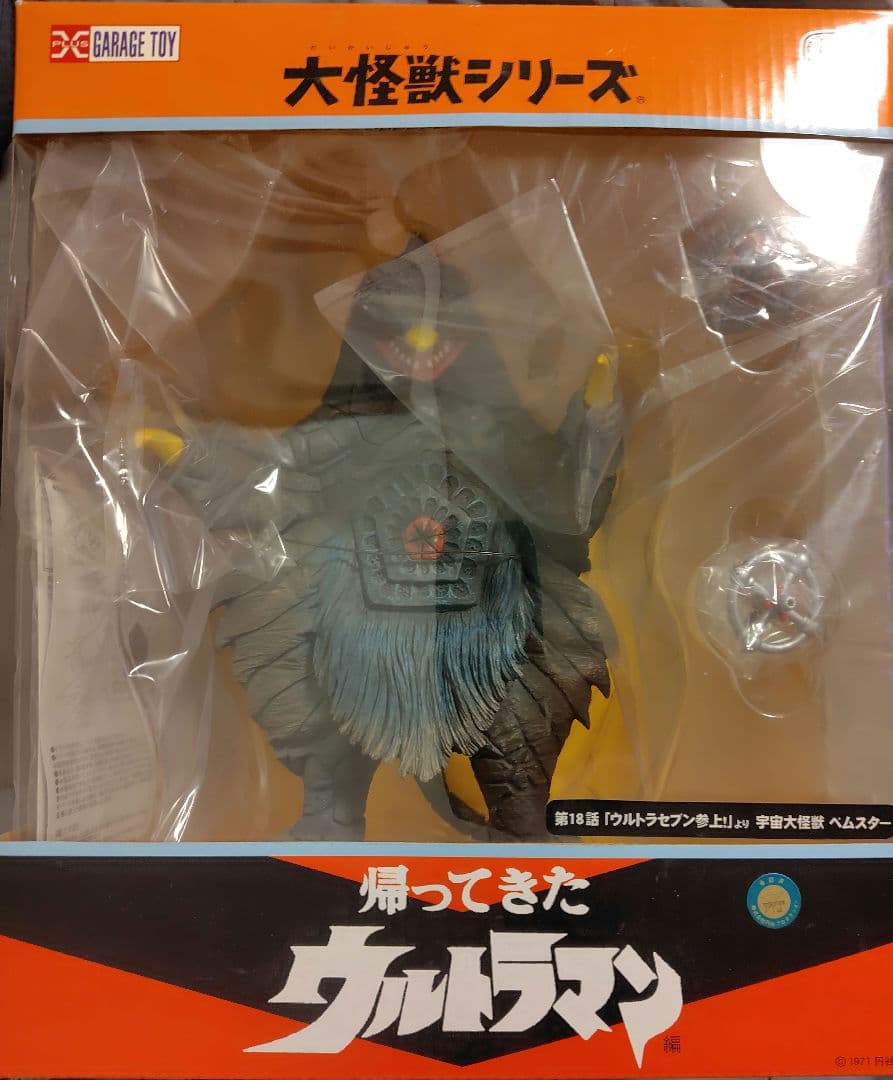 X PLUS GARAGE TOY
だいかいじゅう
大怪獣シリーズ®
第18話「ウルトラセブン参上!」より 宇宙大怪獣 ベムスター
帰ってきた
ウルトラマン
編
© 1971 円谷